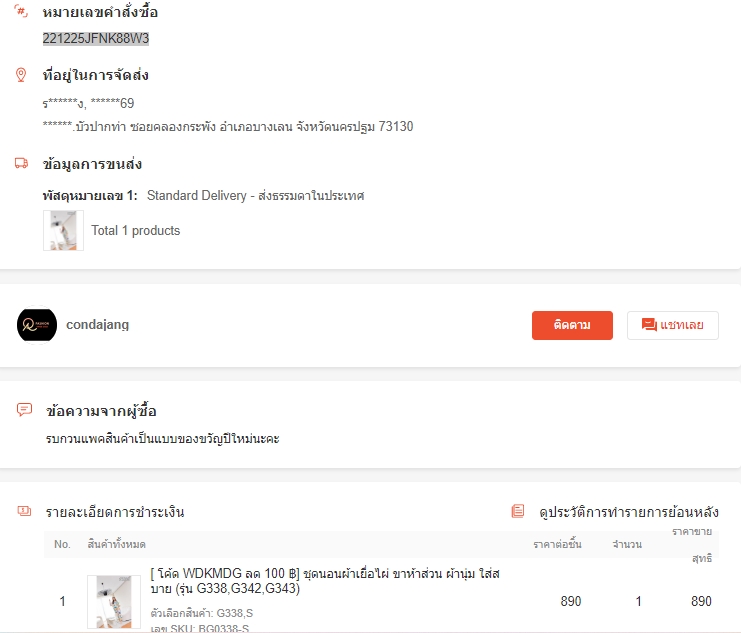 หมายเลขคำสั่งซื้อ
221225JFNK88W3
ที่อยู่ในการจัดส่ง
ร******ง, ******69
******.บัวปากท่า ซอยคลองกระพัง อำเภอบางเลน จังหวัดนครปฐม 73130
ข้อมูลการขนส่ง
พัสดุหมายเลข 1: Standard Delivery - ส่งธรรมดาในประเทศ
Total 1 products
condajang
ติดตาม
แชทเลย
ข้อความจากผู้ซื้อ
รบกวนแพคสินค้าเป็นแบบของขวัญปีใหม่นะคะ
รายละเอียดการชำระเงิน
ดูประวัติการทำรายการย้อนหลัง
No. สินค้าทั้งหมด ราคาต่อชิ้น จำนวน ราคาขายสุทธิ
1 [ โค้ด WDKMDG ลด 100 ฿] ชุดนอนผ้าเยื่อไผ่ ขาห้าส่วน ผ้านุ่ม ใส่ส
บาย (รุ่น G338,G342,G343) 890 1 890
ตัวเลือกสินค้า: G338,S
เลข SKU: BG0338-S